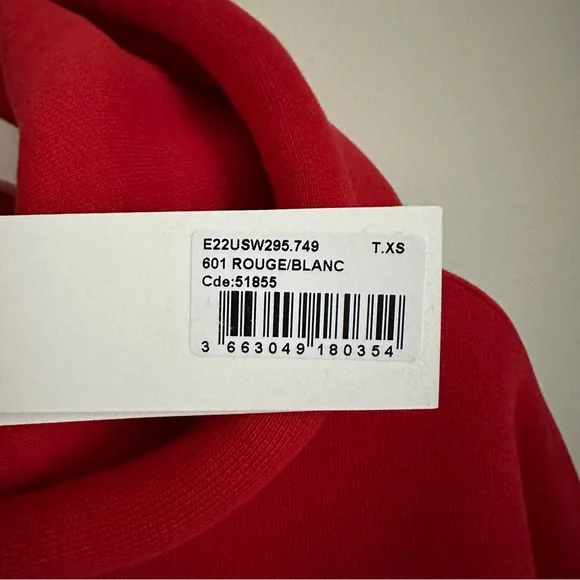 E22USW295.749 T.XS
601 ROUGE/BLANC
Cde:51855
3 663049 180354